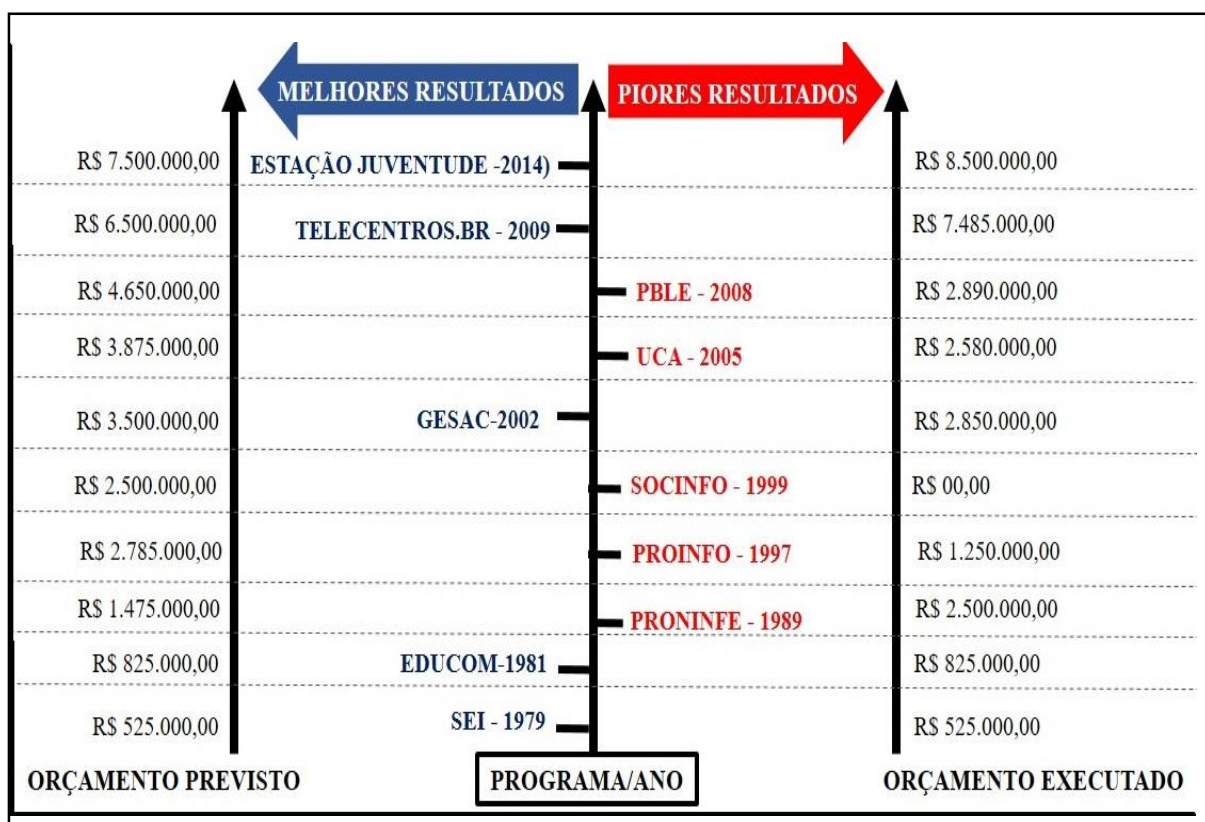 MELHORES RESULTADOS PIORES RESULTADOS
R$ 7.500.000,00 ESTAÇÃO JUVENTUDE -2014) R$ 8.500.000,00
R$ 6.500.000,00 TELECENTROS.BR - 2009 R$ 7.485.000,00
R$ 4.650.000,00 PBLE - 2008 R$ 2.890.000,00
R$ 3.875.000,00 UCA - 2005 R$ 2.580.000,00
R$ 3.500.000,00 GESAC-2002 R$ 2.850.000,00
R$ 2.500.000,00 SOCINFO - 1999 R$ 00,00
R$ 2.785.000,00 PROINFO - 1997 R$ 1.250.000,00
R$ 1.475.000,00 PRONINFE - 1989 R$ 2.500.000,00
R$ 825.000,00 EDUCOM-1981 R$ 825.000,00
R$ 525.000,00 SEI - 1979 R$ 525.000,00
ORÇAMENTO PREVISTO PROGRAMA/ANO ORÇAMENTO EXECUTADO